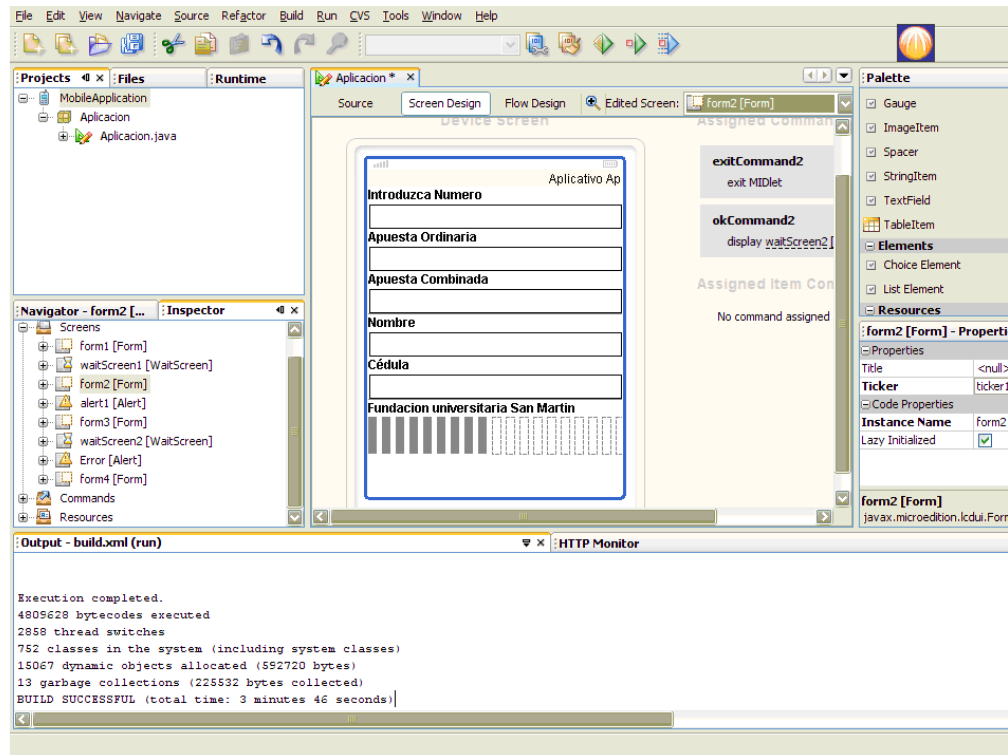 File Edit View Navigate Source Refactor Build Run CVS Tools Window Help
Projects Files Runtime
MobileApplication
Aplicacion
Aplicacion.java
Aplicacion *
Source Screen Design Flow Design Edited Screen: form2 [Form]
Device Screen
Aplicativo Ap
Introduzca Numero
Apuesta Ordinaria
Apuesta Combinada
Nombre
Cédula
Fundacion universitaria San Martin
Assigned Comman
exitCommand2
exit MIDlet
okCommand2
display waitScreen2 [
Assigned Item Con
No command assigned
Palette
Gauge
ImageItem
Spacer
StringItem
TextField
TableItem
Elements
Choice Element
List Element
Resources
Navigator - form2 [... Inspector
Screens
form1 [Form]
waitScreen1 [WaitScreen]
form2 [Form]
alert1 [Alert]
form3 [Form]
waitScreen2 [WaitScreen]
Error [Alert]
form4 [Form]
Commands
Resources
form2 [Form] - Properti
Properties
Title <null>
Ticker ticker1
Code Properties
Instance Name form2
Lazy Initialized
form2 [Form]
javax.microedition.lcdui.Form
Output - build.xml (run) HTTP Monitor
Execution completed.
4809628 bytecodes executed
2858 thread switches
752 classes in the system (including system classes)
15067 dynamic objects allocated (592720 bytes)
13 garbage collections (225532 bytes collected)
BUILD SUCCESSFUL (total time: 3 minutes 46 seconds)